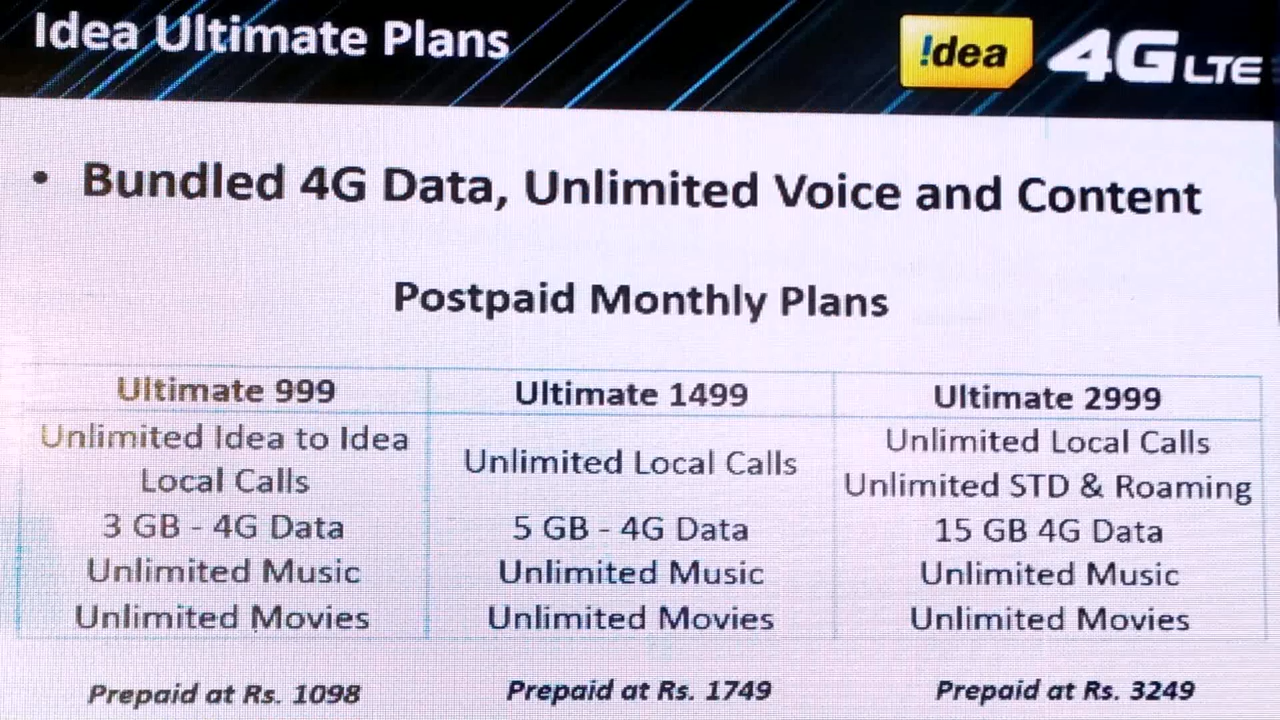 Idea Ultimate Plans
!dea 4G LTE
• Bundled 4G Data, Unlimited Voice and Content
Postpaid Monthly Plans
Ultimate 999
Unlimited Idea to Idea
Local Calls
3 GB - 4G Data
Unlimited Music
Unlimited Movies
Prepaid at Rs. 1098
Ultimate 1499
Unlimited Local Calls
5 GB - 4G Data
Unlimited Music
Unlimited Movies
Prepaid at Rs. 1749
Ultimate 2999
Unlimited Local Calls
Unlimited STD & Roaming
15 GB 4G Data
Unlimited Music
Unlimited Movies
Prepaid at Rs. 3249